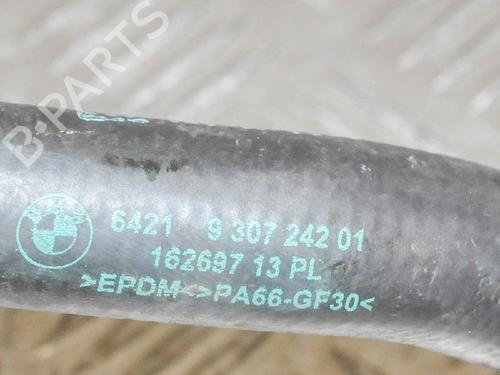 B-PARTS
6421 9 307 242 01
162697 13 PL
>EPDM<>PA66-GF30<